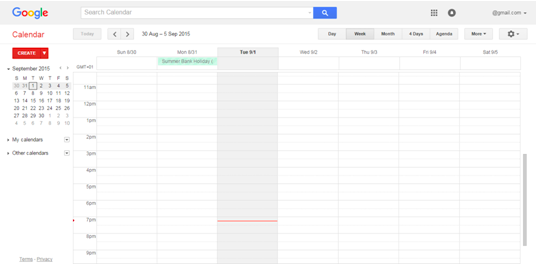 Google
Search Calendar
@gmail.com
Calendar
Today
30 Aug – 5 Sep 2015
Day Week Month 4 Days Agenda
More
CREATE
Sun 8/30 Mon 8/31 Tue 9/1 Wed 9/2 Thu 9/3 Fri 9/4 Sat 9/5
GMT+01
Summer Bank Holiday (
September 2015
S M T W T F S
30 31 1 2 3 4 5
6 7 8 9 10 11 12
13 14 15 16 17 18 19
20 21 22 23 24 25 26
27 28 29 30 1 2 3
4 5 6 7 8 9 10
My calendars
Other calendars
11am
12pm
1pm
2pm
3pm
4pm
5pm
6pm
7pm
8pm
9pm
Terms - Privacy